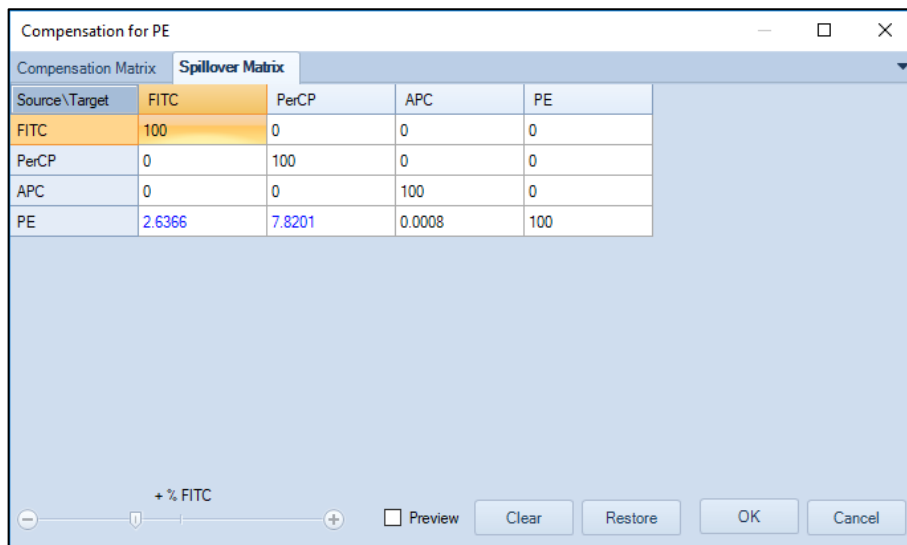 Compensation for PE
Compensation Matrix Spillover Matrix
Source\Target FITC PerCP APC PE
FITC 100 0 0 0
PerCP 0 100 0 0
APC 0 0 100 0
PE 2.6366 7.8201 0.0008 100
+ % FITC
Preview Clear Restore OK Cancel